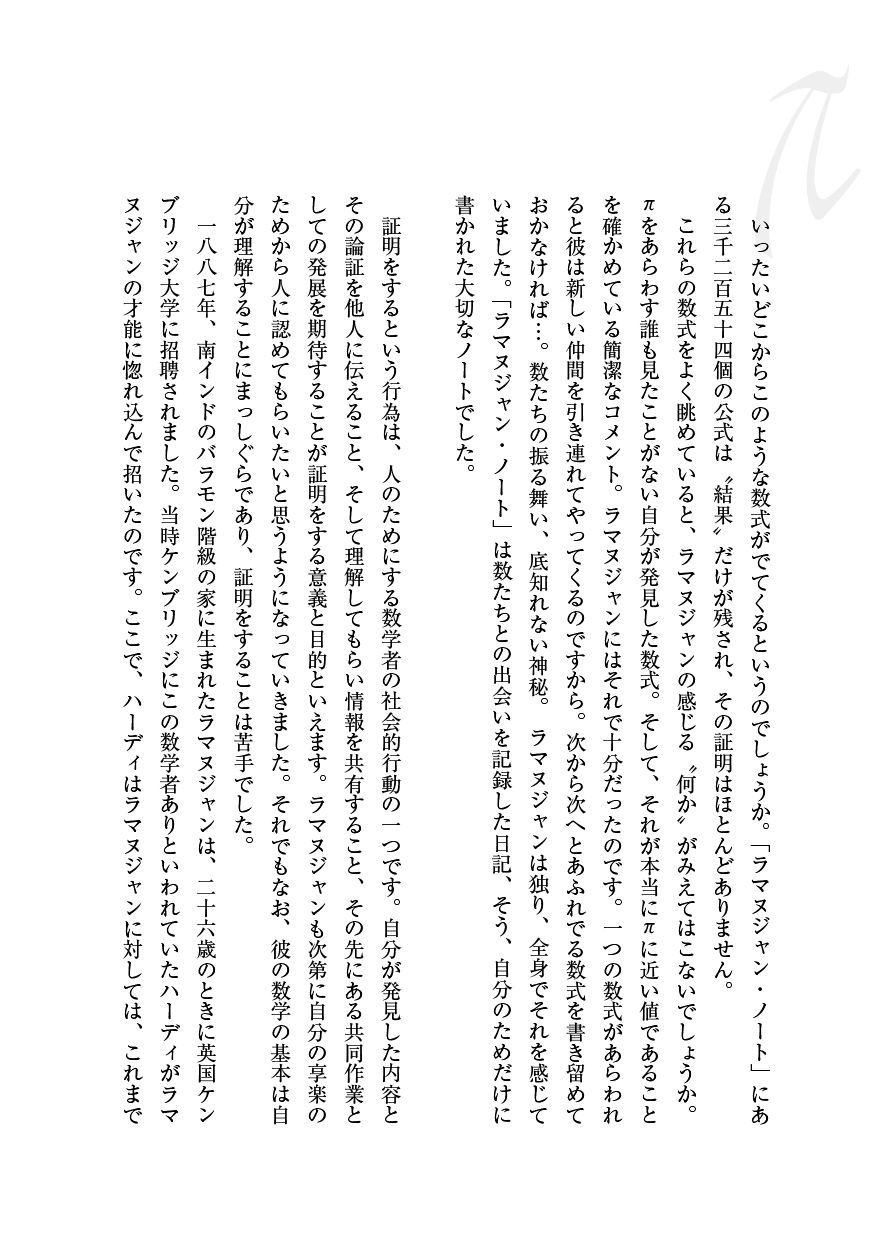 π
いったいどこからこのような数式がでてくるというのでしょうか。「ラマヌジャン・ノート」にあ
る三千二百五十四個の公式は〝結果〟だけが残され、その証明はほとんどありません。
これらの数式をよく眺めていると、ラマヌジャンの感じる〝何か〟がみえてはこないでしょうか。
πをあらわす誰も見たことがない自分が発見した数式。そして、それが本当にπに近い値であること
を確かめている簡潔なコメント。ラマヌジャンにはそれで十分だったのです。一つの数式があらわれ
ると彼は新しい仲間を引き連れてやってくるのですから。次から次へとあふれでる数式を書き留めて
おかなければ…。数たちの振る舞い、底知れない神秘。ラマヌジャンは独り、全身でそれを感じて
いました。「ラマヌジャン・ノート」は数たちとの出会いを記録した日記、そう、自分のためだけに
書かれた大切なノートでした。
証明をするという行為は、人のためにする数学者の社会的行動の一つです。自分が発見した内容と
その論証を他人に伝えること、そして理解してもらい情報を共有すること、その先にある共同作業と
しての発展を期待することが証明をする意義と目的といえます。ラマヌジャンも次第に自分の享楽の
ためから人に認めてもらいたいと思うようになっていきました。それでもなお、彼の数学の基本は自
分が理解することにまっしぐらであり、証明をすることは苦手でした。
一八八七年、南インドのバラモン階級の家に生まれたラマヌジャンは、二十六歳のときに英国ケン
ブリッジ大学に招聘されました。当時ケンブリッジにこの数学者ありといわれていたハーディがラマ
ヌジャンの才能に惚れ込んで招いたのです。ここで、ハーディはラマヌジャンに対しては、これまで